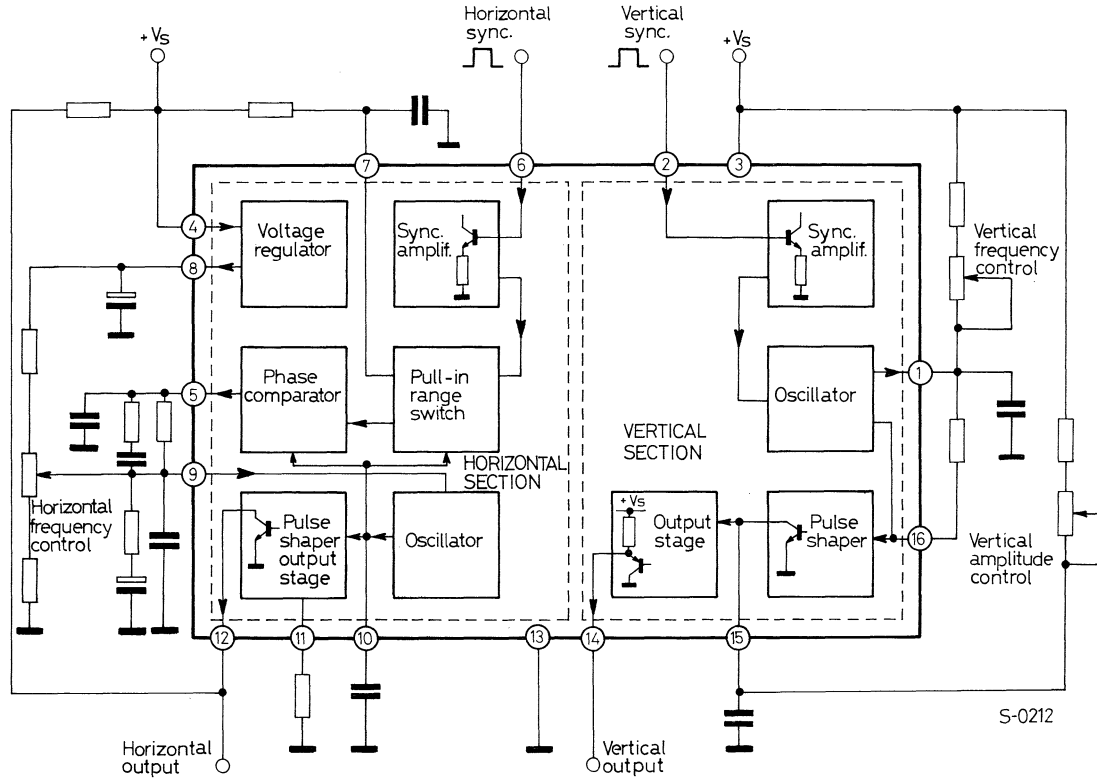 Horizontal
sync.
Vertical
sync.
+VS
+VS
7
6
2
3
4
Voltage
regulator
Sync.
amplif.
Sync.
amplif.
Vertical
frequency
control
8
5
Phase
comparator
Pull-in
range
switch
Oscillator
1
VERTICAL
SECTION
9
HORIZONTAL
SECTION
Horizontal
frequency
control
Pulse
shaper
output
stage
Oscillator
+VS
Output
stage
Pulse
shaper
16
Vertical
amplitude
control
12
11
10
13
14
15
S-0212
Horizontal
output
Vertical
output